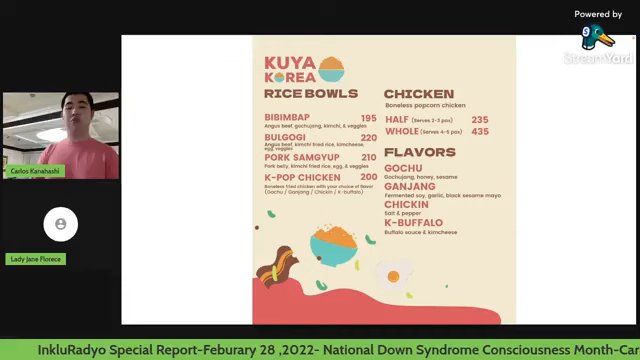 Powered by
StreamYard
KUYA
KOREA
RICE BOWLS
BIBIMBAP 195
Angus beef, gochujang, kimchi, & veggies
BULGOGI 220
Angus beef, kimchi fried rice, kimcheese,
egg, veggies
PORK SAMGYUP 210
Pork belly, kimchi fried rice, egg, & veggies
K-POP CHICKEN 200
Boneless fried chicken with your choice of flavor
(Gochu / Ganjang / Chickin / K-buffalo)
CHICKEN
Boneless popcorn chicken
HALF (Serves 2-3 pax) 235
WHOLE (Serves 4-5 pax) 435
FLAVORS
GOCHU
Gochujang, honey, sesame
GANJANG
Fermented soy, garlic, black sesame mayo
CHICKIN
Salt & pepper
K-BUFFALO
Buffalo sauce & kimcheese
Carlos Kanahashi
Lady Jane Florece
InkluRadyo Special Report-Feburary 28 ,2022- National Down Syndrome Consciousness Month-Car